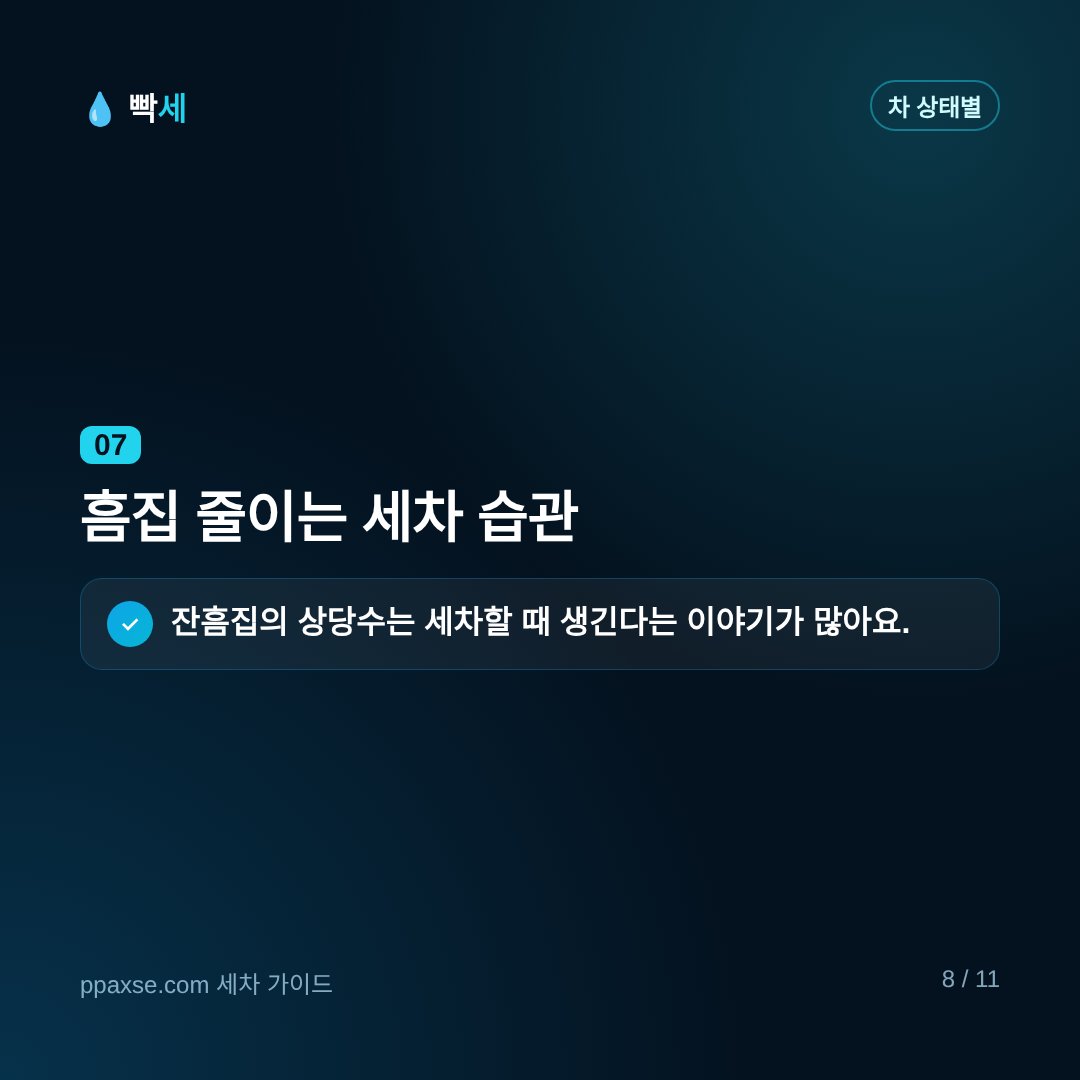 빡세
차 상태별
07
흠집 줄이는 세차 습관
잔흠집의 상당수는 세차할 때 생긴다는 이야기가 많아요.
ppaxse.com 세차 가이드
8 / 11